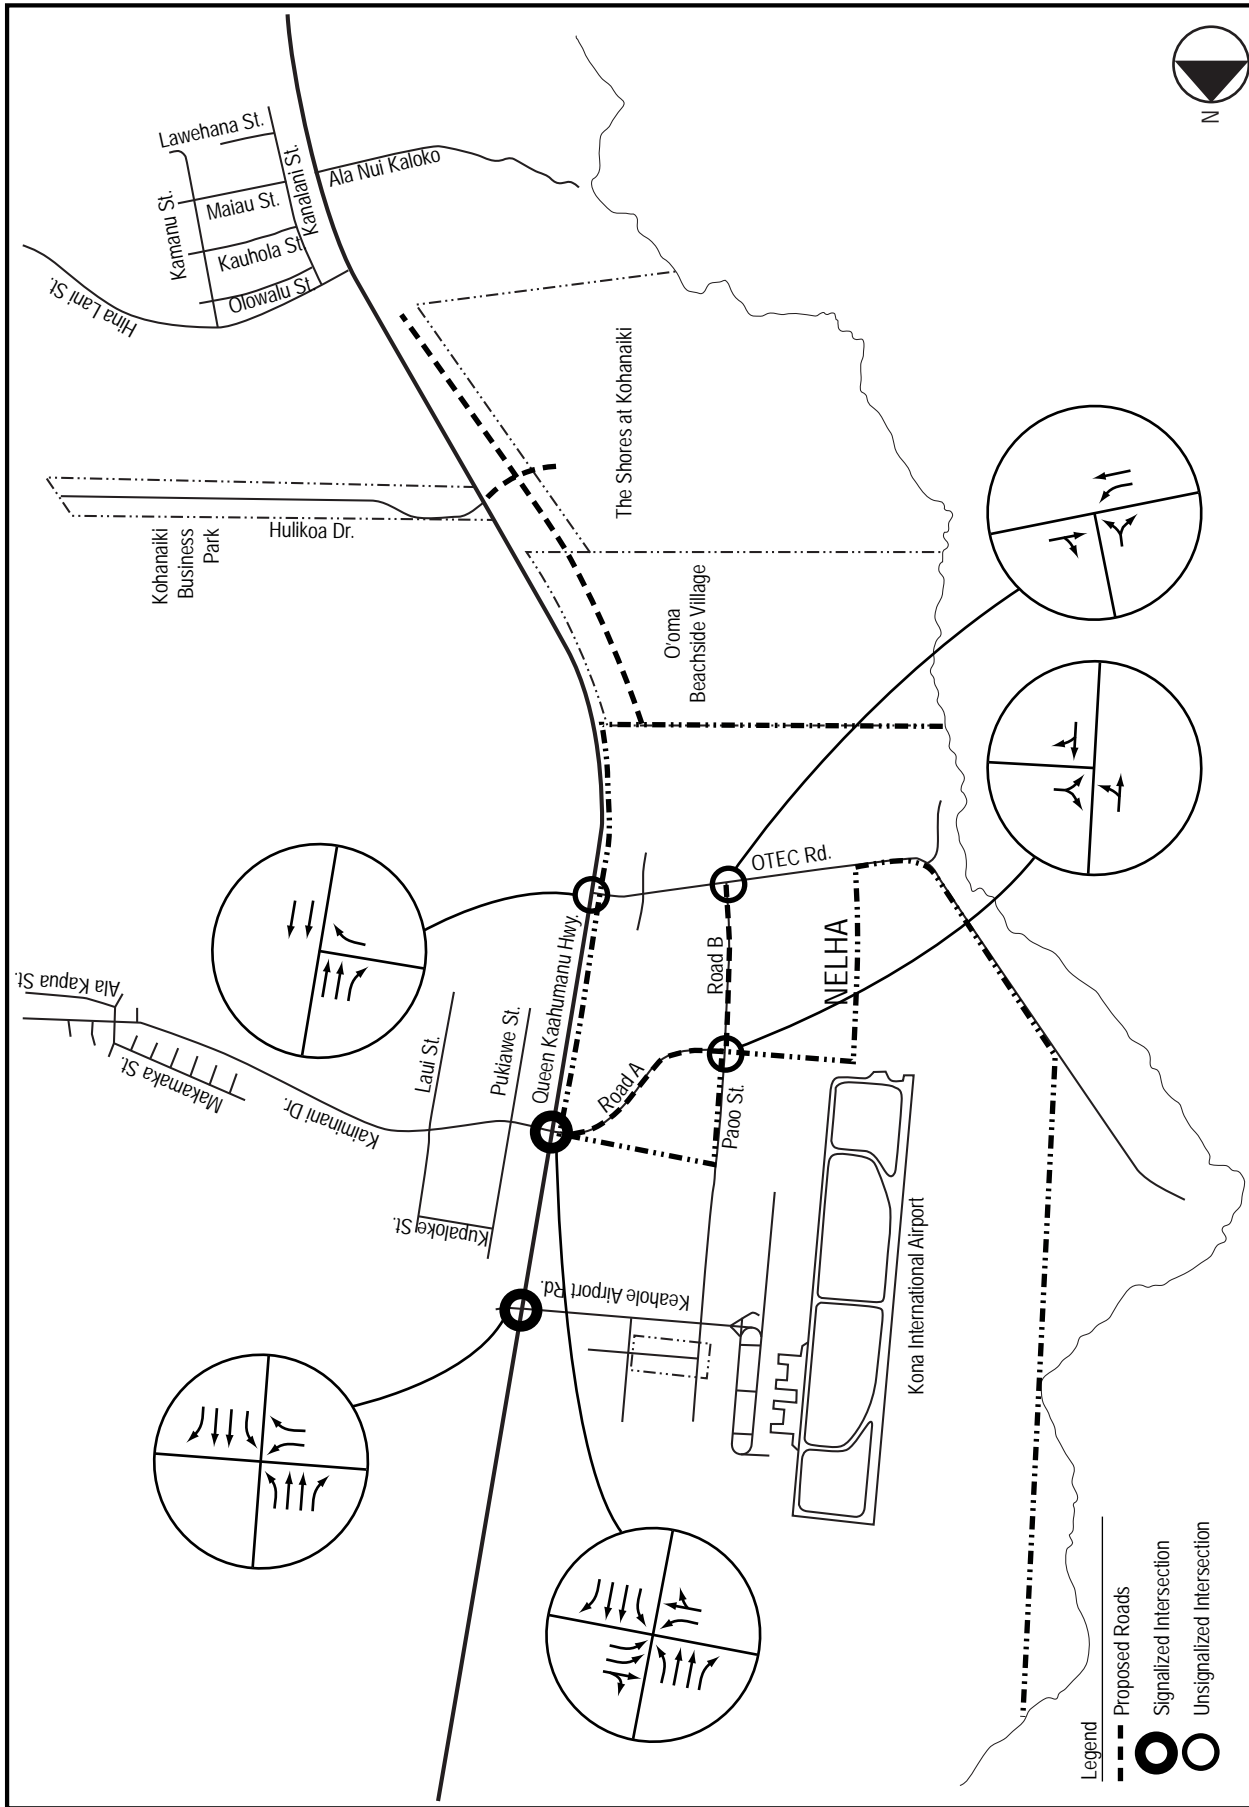 Lawehana St.
Kamanu St.
Maiau St.
Kanalani St.
Kauhola St
Olowalu St.
Hina Lani St.
Ala Nui Kaloko
N
Kohanaiki
Business
Park
Hulikoa Dr.
The Shores at Kohanaiki
O'oma
Beachside Village
OTEC Rd.
Ala Kapua St
Makamaka St.
Kaiminani Dr.
Laui St.
Pukiawe St.
Queen Kaahumanu Hwy.
Road B
NELHA
Road A
Paoo St.
Kupaloke St.
Keahole Airport Rd.
Kona International Airport
Legend
Proposed Roads
Signalized Intersection
Unsignalized Intersection